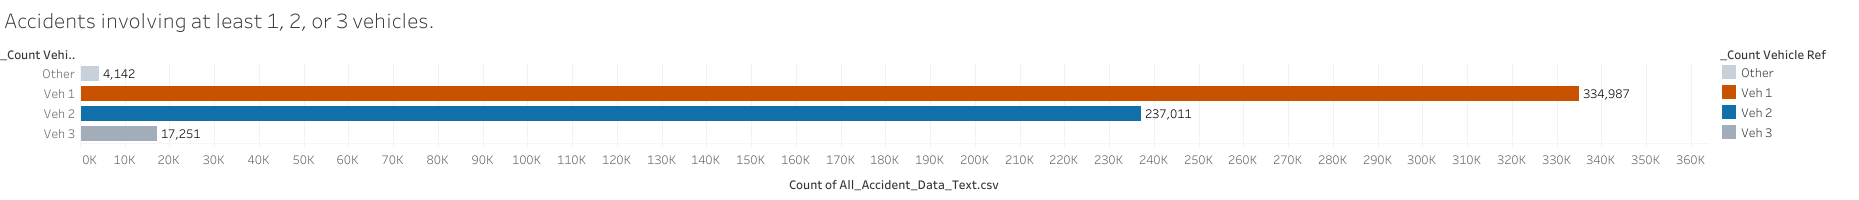 Accidents involving at least 1, 2, or 3 vehicles.
_Count Vehi..
Other 4,142
Veh 1 334,987
Veh 2 237,011
Veh 3 17,251
0K 10K 20K 30K 40K 50K 60K 70K 80K 90K 100K 110K 120K 130K 140K 150K 160K 170K 180K 190K 200K 210K 220K 230K 240K 250K 260K 270K 280K 290K 300K 310K 320K 330K 340K 350K 360K
Count of All_Accident_Data_Text.csv
_Count Vehicle Ref
Other
Veh 1
Veh 2
Veh 3